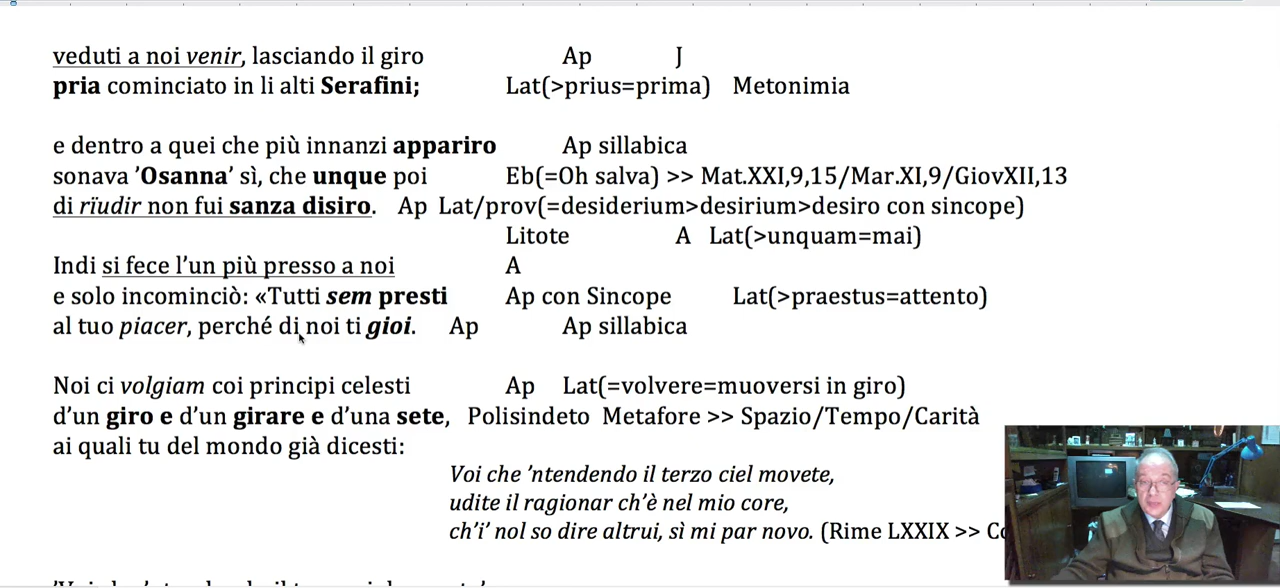 veduti a noi venir, lasciando il giro Ap J
pria cominciato in li alti Serafini; Lat(>prius=prima) Metonimia
e dentro a quei che più innanzi appariro Ap sillabica
sonava ’Osanna’ sì, che unque poi Eb(=Oh salva) >> Mat.XXI,9,15/Mar.XI,9/GiovXII,13
di rïudir non fui sanza disiro. Ap Lat/prov(=desiderium>desirium>desiro con sincope)
Litote A Lat(>unquam=mai)
Indi si fece l’un più presso a noi A
e solo incominciò: «Tutti sem presti Ap con Sincope Lat(>praestus=attento)
al tuo piacer, perché di noi ti gioi. Ap Ap sillabica
Noi ci volgiam coi principi celesti Ap Lat(=volvere=muoversi in giro)
d’un giro e d’un girare e d’una sete, Polisindeto Metafore >> Spazio/Tempo/Carità
ai quali tu del mondo già dicesti:
Voi che ’ntendendo il terzo ciel movete,
udite il ragionar ch’è nel mio core,
ch’i’ nol so dire altrui, sì mi par novo. (Rime LXXIX >>